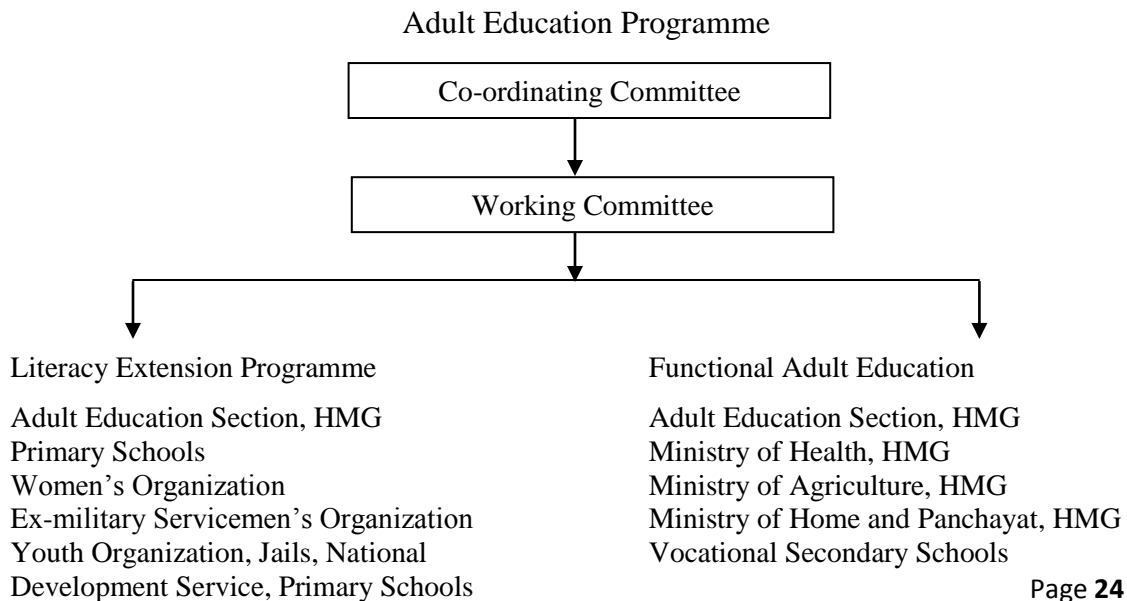 Adult Education Programme
Co-ordinating Committee
Working Committee
Literacy Extension Programme
Adult Education Section, HMG
Primary Schools
Women's Organization
Ex-military Servicemen's Organization
Youth Organization, Jails, National
Development Service, Primary Schools
Functional Adult Education
Adult Education Section, HMG
Ministry of Health, HMG
Ministry of Agriculture, HMG
Ministry of Home and Panchayat, HMG
Vocational Secondary Schools
Page 24